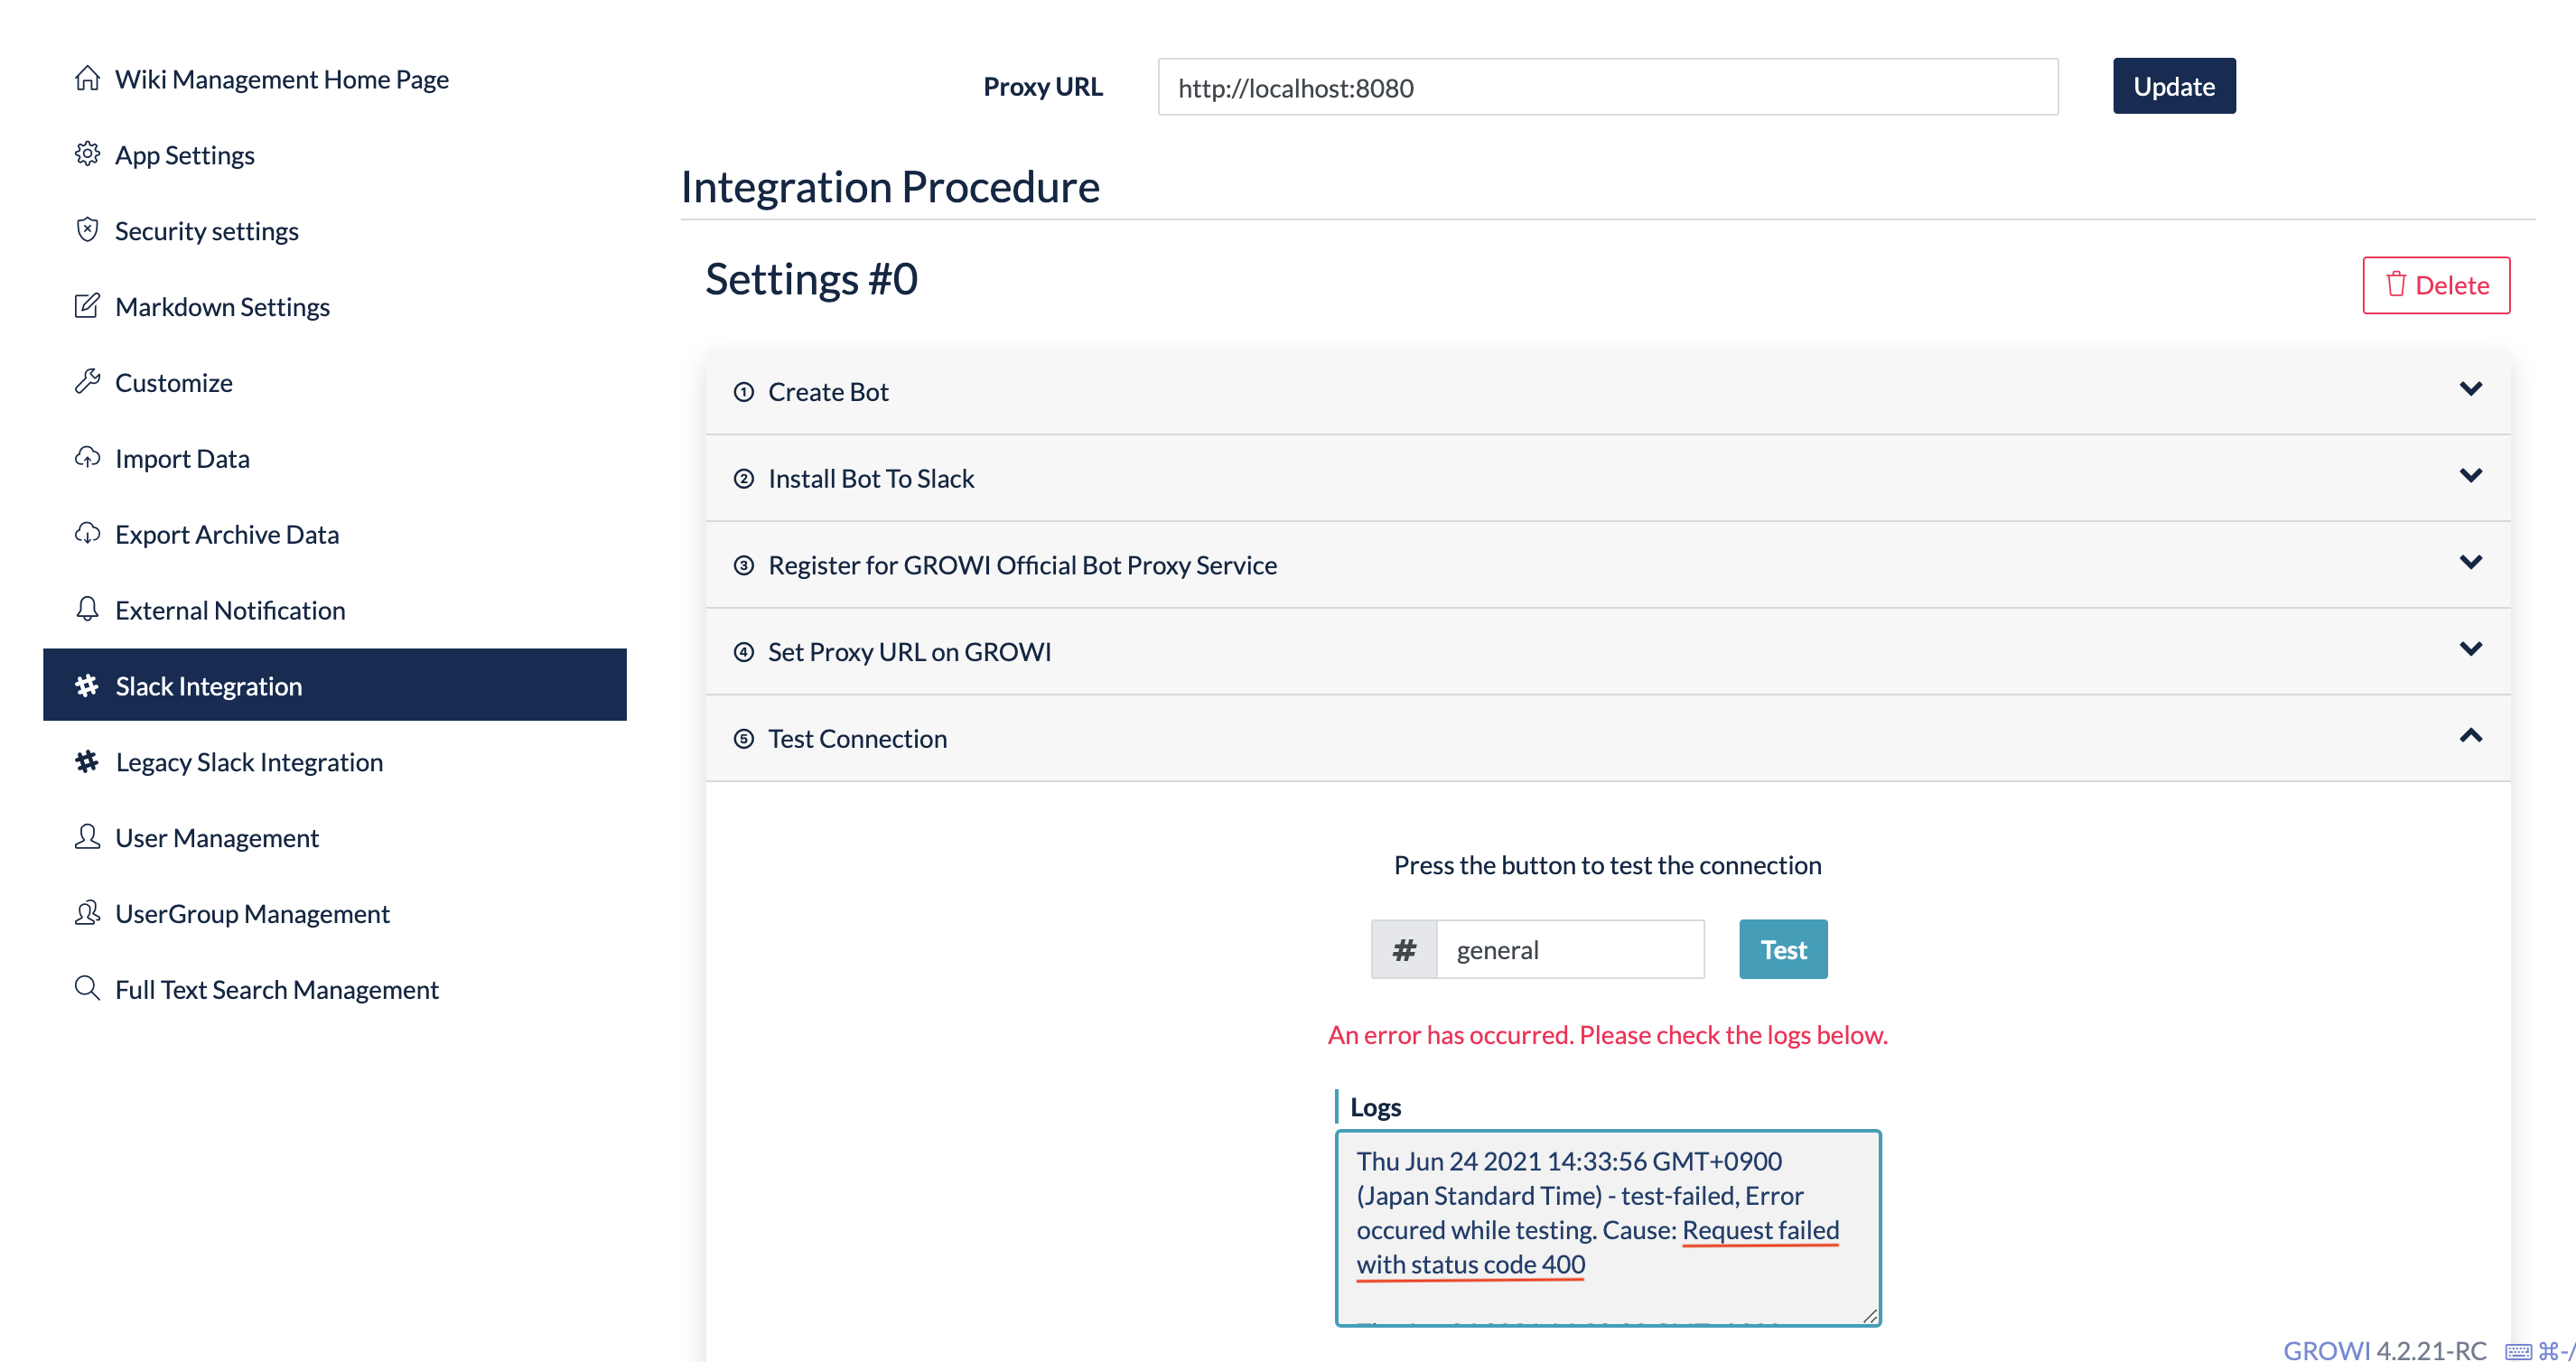 Wiki Management Home Page
App Settings
Security settings
Markdown Settings
Customize
Import Data
Export Archive Data
External Notification
Slack Integration
Legacy Slack Integration
User Management
UserGroup Management
Full Text Search Management
Proxy URL
http://localhost:8080
Update
Integration Procedure
Settings #0
Delete
① Create Bot
② Install Bot To Slack
③ Register for GROWI Official Bot Proxy Service
④ Set Proxy URL on GROWI
⑤ Test Connection
Press the button to test the connection
# general
Test
An error has occurred. Please check the logs below.
Logs
Thu Jun 24 2021 14:33:56 GMT+0900
(Japan Standard Time) - test-failed, Error
occured while testing. Cause: Request failed
with status code 400
GROWI 4.2.21-RC ⌘-/